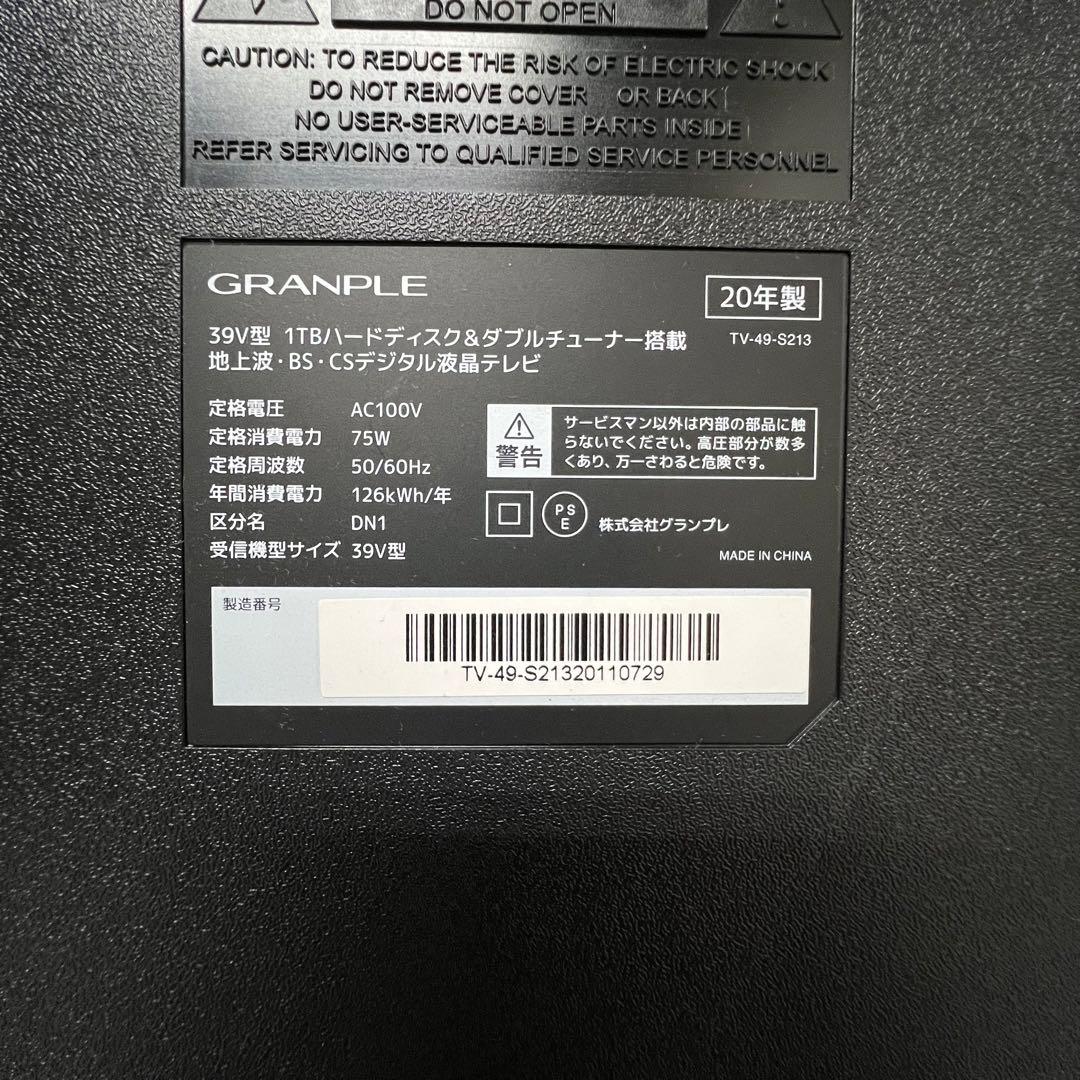 DO NOT OPEN
CAUTION: TO REDUCE THE RISK OF ELECTRIC SHOCK
DO NOT REMOVE COVER OR BACK
NO USER-SERVICEABLE PARTS INSIDE
REFER SERVICING TO QUALIFIED SERVICE PERSONNEL
GRANPLE
20年製
39V型 1TBハードディスク&ダブルチューナー搭載
TV-49-S213
地上波・BS・CSデジタル液晶テレビ
定格電圧 AC100V
定格消費電力 75W
定格周波数 50/60Hz
年間消費電力 126kWh/年
区分名 DN1
受信機型サイズ 39V型
警告
サービスマン以外は内部の部品に触
らないでください。高圧部分が数多
くあり、万一さわると危険です。
PS
E
株式会社グランプレ
MADE IN CHINA
製造番号
TV-49-S21320110729